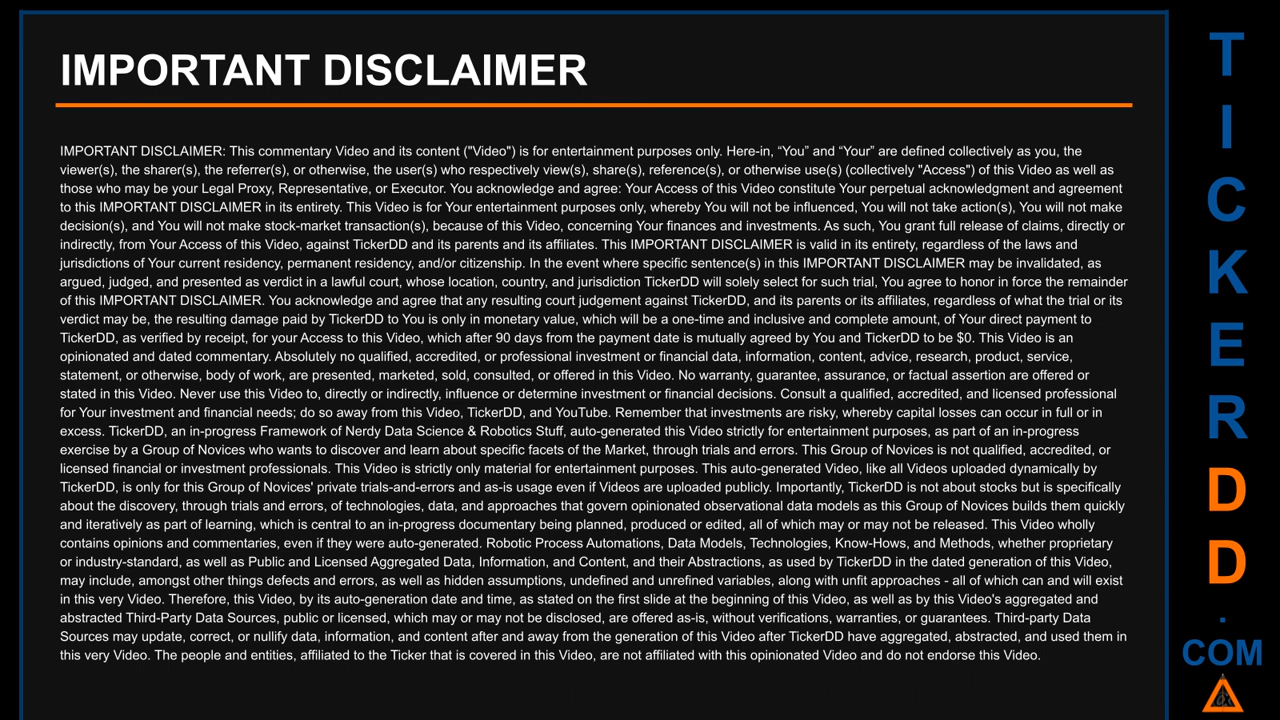 IMPORTANT DISCLAIMER
IMPORTANT DISCLAIMER: This commentary Video and its content ("Video") is for entertainment purposes only. Here-in, “You” and “Your” are defined collectively as you, the
viewer(s), the sharer(s), the referrer(s), or otherwise, the user(s) who respectively view(s), share(s), reference(s), or otherwise use(s) (collectively "Access") of this Video as well as
those who may be your Legal Proxy, Representative, or Executor. You acknowledge and agree: Your Access of this Video constitute Your perpetual acknowledgment and agreement
to this IMPORTANT DISCLAIMER in its entirety. This Video is for Your entertainment purposes only, whereby You will not be influenced, You will not take action(s), You will not make
decision(s), and You will not make stock-market transaction(s), because of this Video, concerning Your finances and investments. As such, You grant full release of claims, directly or
indirectly, from Your Access of this Video, against TickerDD and its parents and its affiliates. This IMPORTANT DISCLAIMER is valid in its entirety, regardless of the laws and
jurisdictions of Your current residency, permanent residency, and/or citizenship. In the event where specific sentence(s) in this IMPORTANT DISCLAIMER may be invalidated, as
argued, judged, and presented as verdict in a lawful court, whose location, country, and jurisdiction TickerDD will solely select for such trial, You agree to honor in force the remainder
of this IMPORTANT DISCLAIMER. You acknowledge and agree that any resulting court judgement against TickerDD, and its parents or its affiliates, regardless of what the trial or its
verdict may be, the resulting damage paid by TickerDD to You is only in monetary value, which will be a one-time and inclusive and complete amount, of Your direct payment to
TickerDD, as verified by receipt, for your Access to this Video, which after 90 days from the payment date is mutually agreed by You and TickerDD to be $0. This Video is an
opinionated and dated commentary. Absolutely no qualified, accredited, or professional investment or financial data, information, content, advice, research, product, service,
statement, or otherwise, body of work, are presented, marketed, sold, consulted, or offered in this Video. No warranty, guarantee, assurance, or factual assertion are offered or
stated in this Video. Never use this Video to, directly or indirectly, influence or determine investment or financial decisions. Consult a qualified, accredited, and licensed professional
for Your investment and financial needs; do so away from this Video, TickerDD, and YouTube. Remember that investments are risky, whereby capital losses can occur in full or in
excess. TickerDD, an in-progress Framework of Nerdy Data Science & Robotics Stuff, auto-generated this Video strictly for entertainment purposes, as part of an in-progress
exercise by a Group of Novices who wants to discover and learn about specific facets of the Market, through trials and errors. This Group of Novices is not qualified, accredited, or
licensed financial or investment professionals. This Video is strictly only material for entertainment purposes. This auto-generated Video, like all Videos uploaded dynamically by
TickerDD, is only for this Group of Novices' private trials-and-errors and as-is usage even if Videos are uploaded publicly. Importantly, TickerDD is not about stocks but is specifically
about the discovery, through trials and errors, of technologies, data, and approaches that govern opinionated observational data models as this Group of Novices builds them quickly
and iteratively as part of learning, which is central to an in-progress documentary being planned, produced or edited, all of which may or may not be released. This Video wholly
contains opinions and commentaries, even if they were auto-generated. Robotic Process Automations, Data Models, Technologies, Know-Hows, and Methods, whether proprietary
or industry-standard, as well as Public and Licensed Aggregated Data, Information, and Content, and their Abstractions, as used by TickerDD in the dated generation of this Video,
may include, amongst other things defects and errors, as well as hidden assumptions, undefined and unrefined variables, along with unfit approaches - all of which can and will exist
in this very Video. Therefore, this Video, by its auto-generation date and time, as stated on the first slide at the beginning of this Video, as well as by this Video's aggregated and
abstracted Third-Party Data Sources, public or licensed, which may or may not be disclosed, are offered as-is, without verifications, warranties, or guarantees. Third-party Data
Sources may update, correct, or nullify data, information, and content after and away from the generation of this Video after TickerDD have aggregated, abstracted, and used them in
this very Video. The people and entities, affiliated to the Ticker that is covered in this Video, are not affiliated with this opinionated Video and do not endorse this Video.
T
I
C
K
E
R
D
D
.
COM